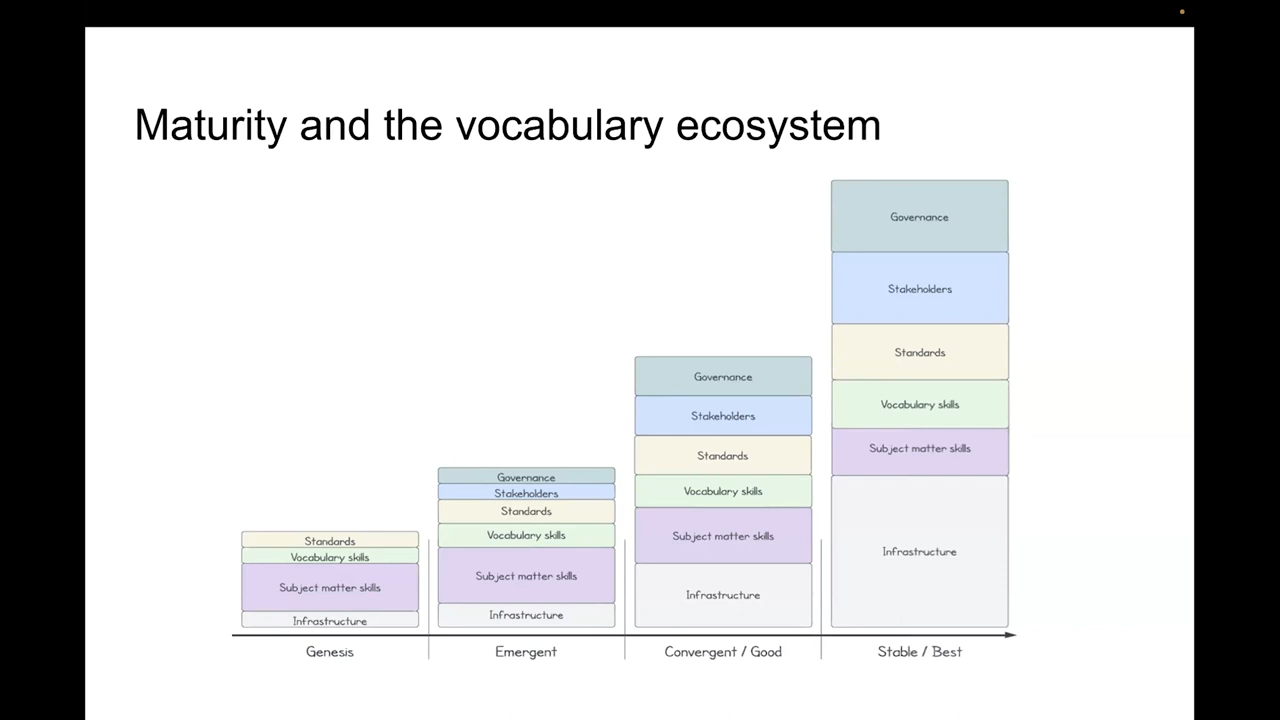 Maturity and the vocabulary ecosystem
Standards
Vocabulary skills
Subject matter skills
Infrastructure
Governance
Stakeholders
Standards
Vocabulary skills
Subject matter skills
Infrastructure
Governance
Stakeholders
Standards
Vocabulary skills
Subject matter skills
Infrastructure
Governance
Stakeholders
Standards
Vocabulary skills
Subject matter skills
Infrastructure
Genesis
Emergent
Convergent / Good
Stable / Best